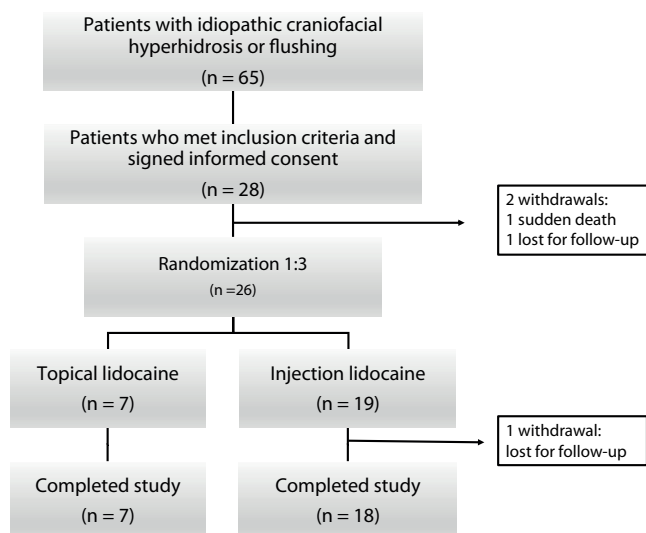 Patients with idiopathic craniofacial
hyperhidrosis or flushing
(n = 65)
Patients who met inclusion criteria and
signed informed consent
(n = 28)
2 withdrawals:
1 sudden death
1 lost for follow-up
Randomization 1:3
(n =26)
Topical lidocaine
(n = 7)
Injection lidocaine
(n = 19)
1 withdrawal:
lost for follow-up
Completed study
(n = 7)
Completed study
(n = 18)